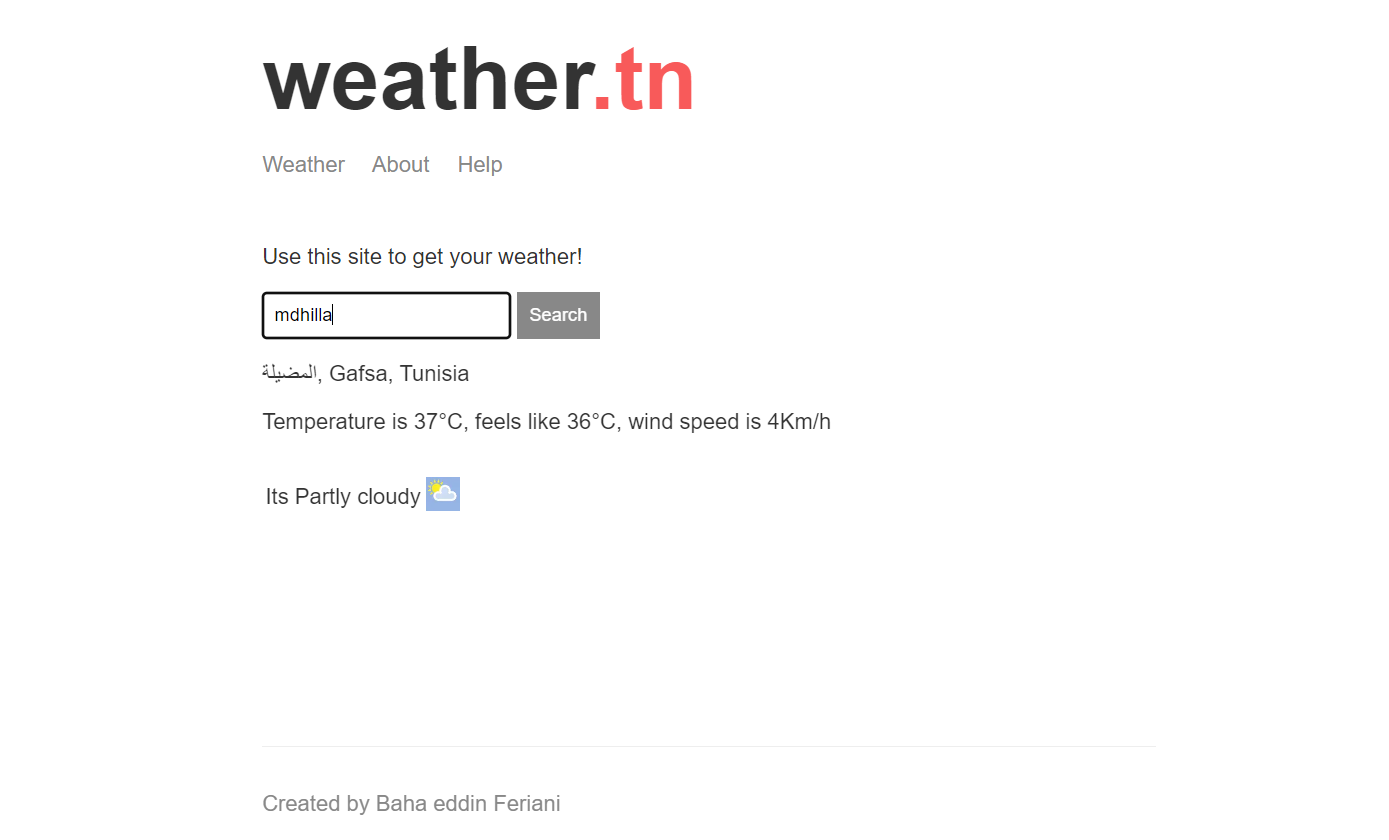 weather.tn
Weather About Help
Use this site to get your weather!
mdhilla Search
المضيلة, Gafsa, Tunisia
Temperature is 37°C, feels like 36°C, wind speed is 4Km/h
Its Partly cloudy
Created by Baha eddin Feriani